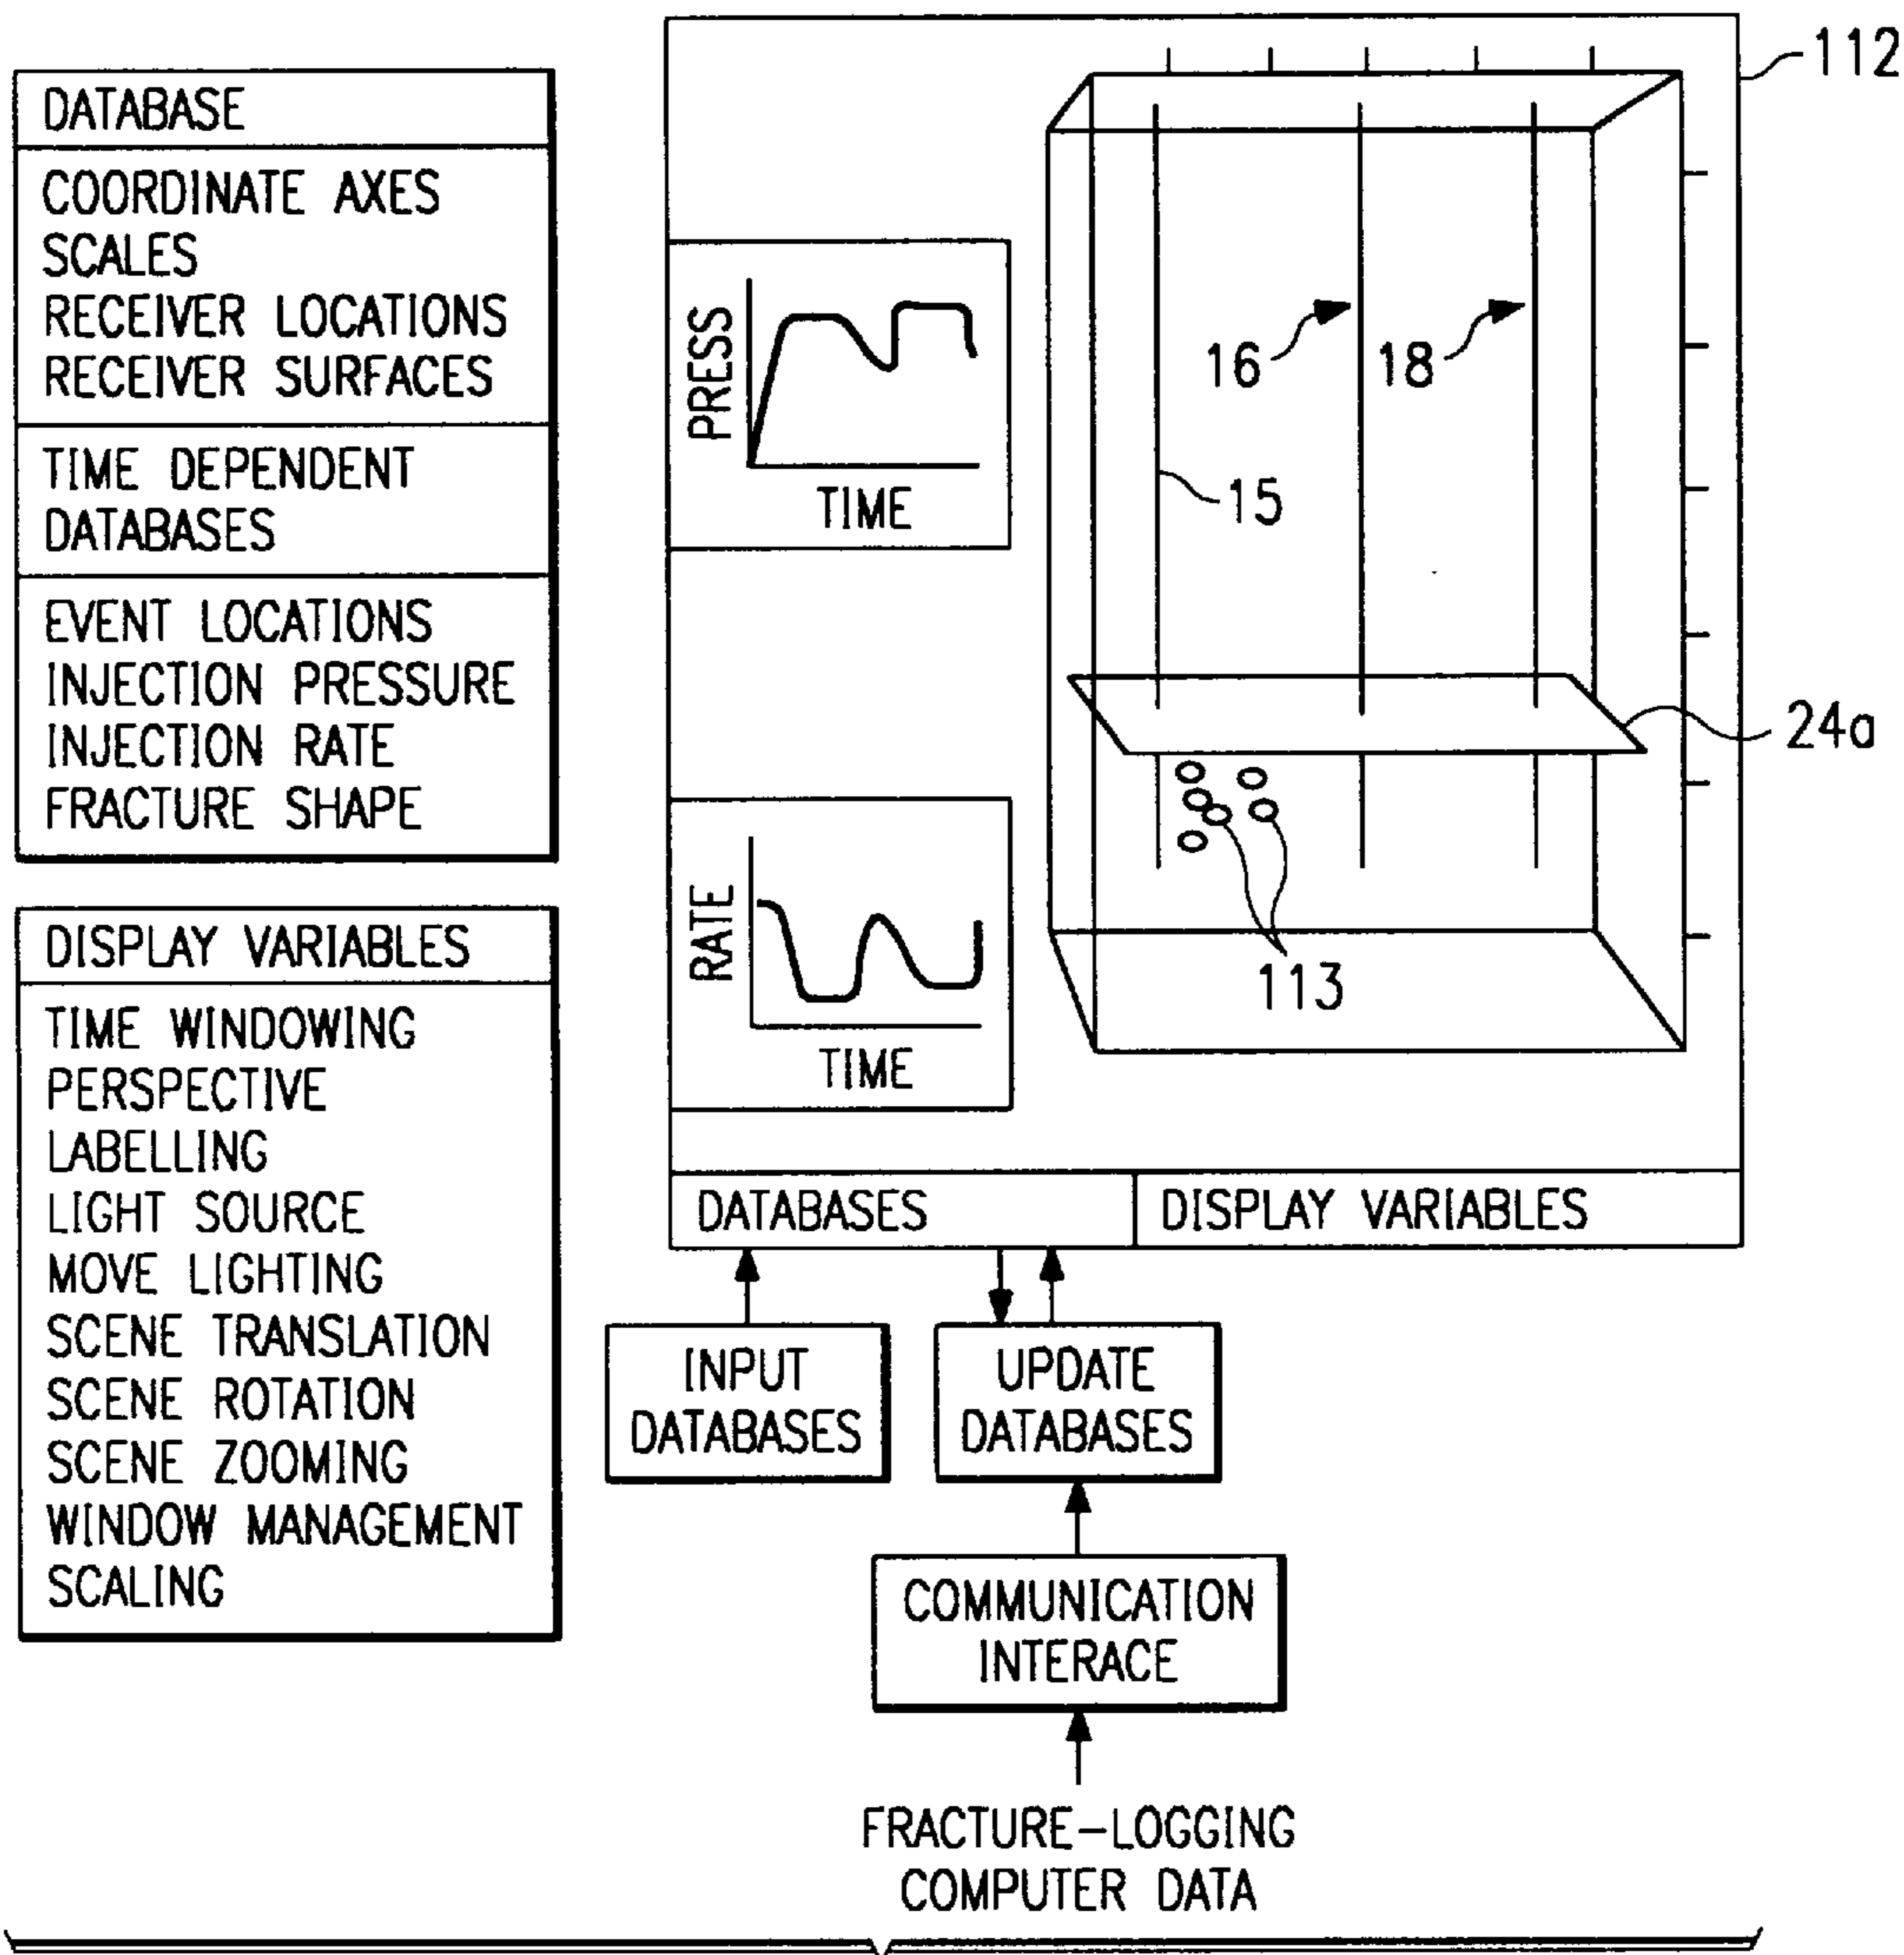 DATABASE
COORDINATE AXES
SCALES
RECEIVER LOCATIONS
RECEIVER SURFACES
TIME DEPENDENT
DATABASES
EVENT LOCATIONS
INJECTION PRESSURE
INJECTION RATE
FRACTURE SHAPE
DISPLAY VARIABLES
TIME WINDOWING
PERSPECTIVE
LABELLING
LIGHT SOURCE
MOVE LIGHTING
SCENE TRANSLATION
SCENE ROTATION
SCENE ZOOMING
WINDOW MANAGEMENT
SCALING
112
PRESS
TIME
16
18
15
24a
113
RATE
TIME
DATABASES
DISPLAY VARIABLES
INPUT
DATABASES
UPDATE
DATABASES
COMMUNICATION
INTERACE
FRACTURE-LOGGING
COMPUTER DATA